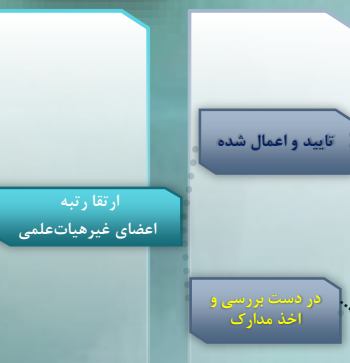 تایید و اعمال شده
ارتقا رتبه
اعضای غیرهیات‌علمی
در دست بررسی و
اخذ مدارک